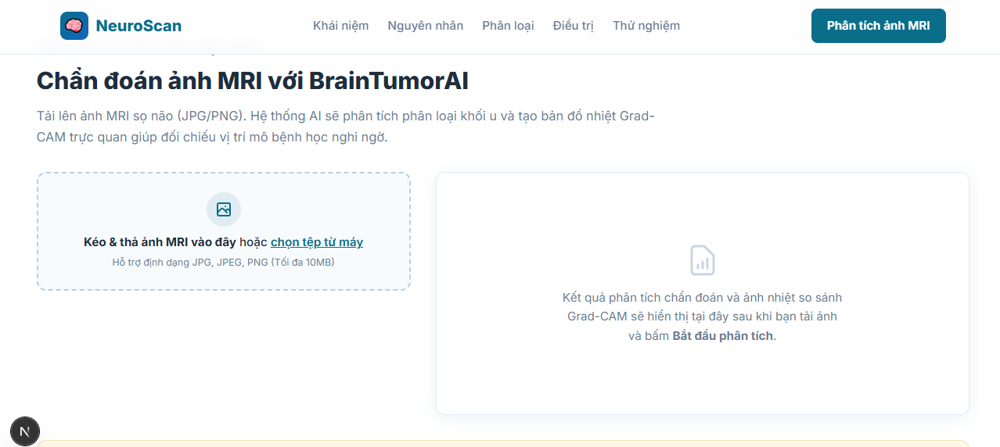 NeuroScan
Khái niệm
Nguyên nhân
Phân loại
Điều trị
Thử nghiệm
Phân tích ảnh MRI
Chẩn đoán ảnh MRI với BrainTumorAI
Tải lên ảnh MRI sọ não (JPG/PNG). Hệ thống AI sẽ phân tích phân loại khối u và tạo bản đồ nhiệt Grad-
CAM trực quan giúp đối chiếu vị trí mô bệnh học nghi ngờ.
Kéo & thả ảnh MRI vào đây hoặc chọn tệp từ máy
Hỗ trợ định dạng JPG, JPEG, PNG (Tối đa 10MB)
Kết quả phân tích chẩn đoán và ảnh nhiệt so sánh
Grad-CAM sẽ hiển thị tại đây sau khi bạn tải ảnh
và bấm Bắt đầu phân tích.
N